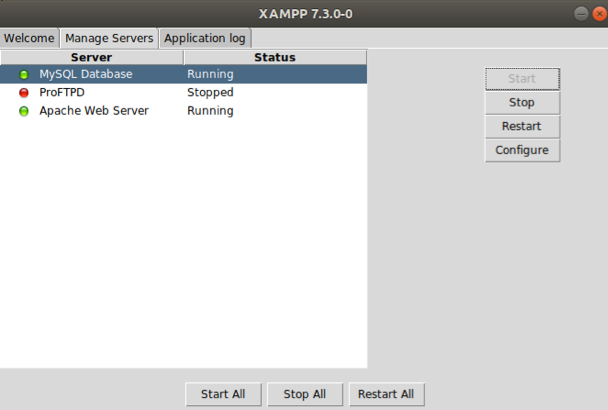 XAMPP 7.3.0-0
Welcome Manage Servers Application log
Server Status
MySQL Database Running
ProFTPD Stopped
Apache Web Server Running
Start
Stop
Restart
Configure
Start All Stop All Restart All